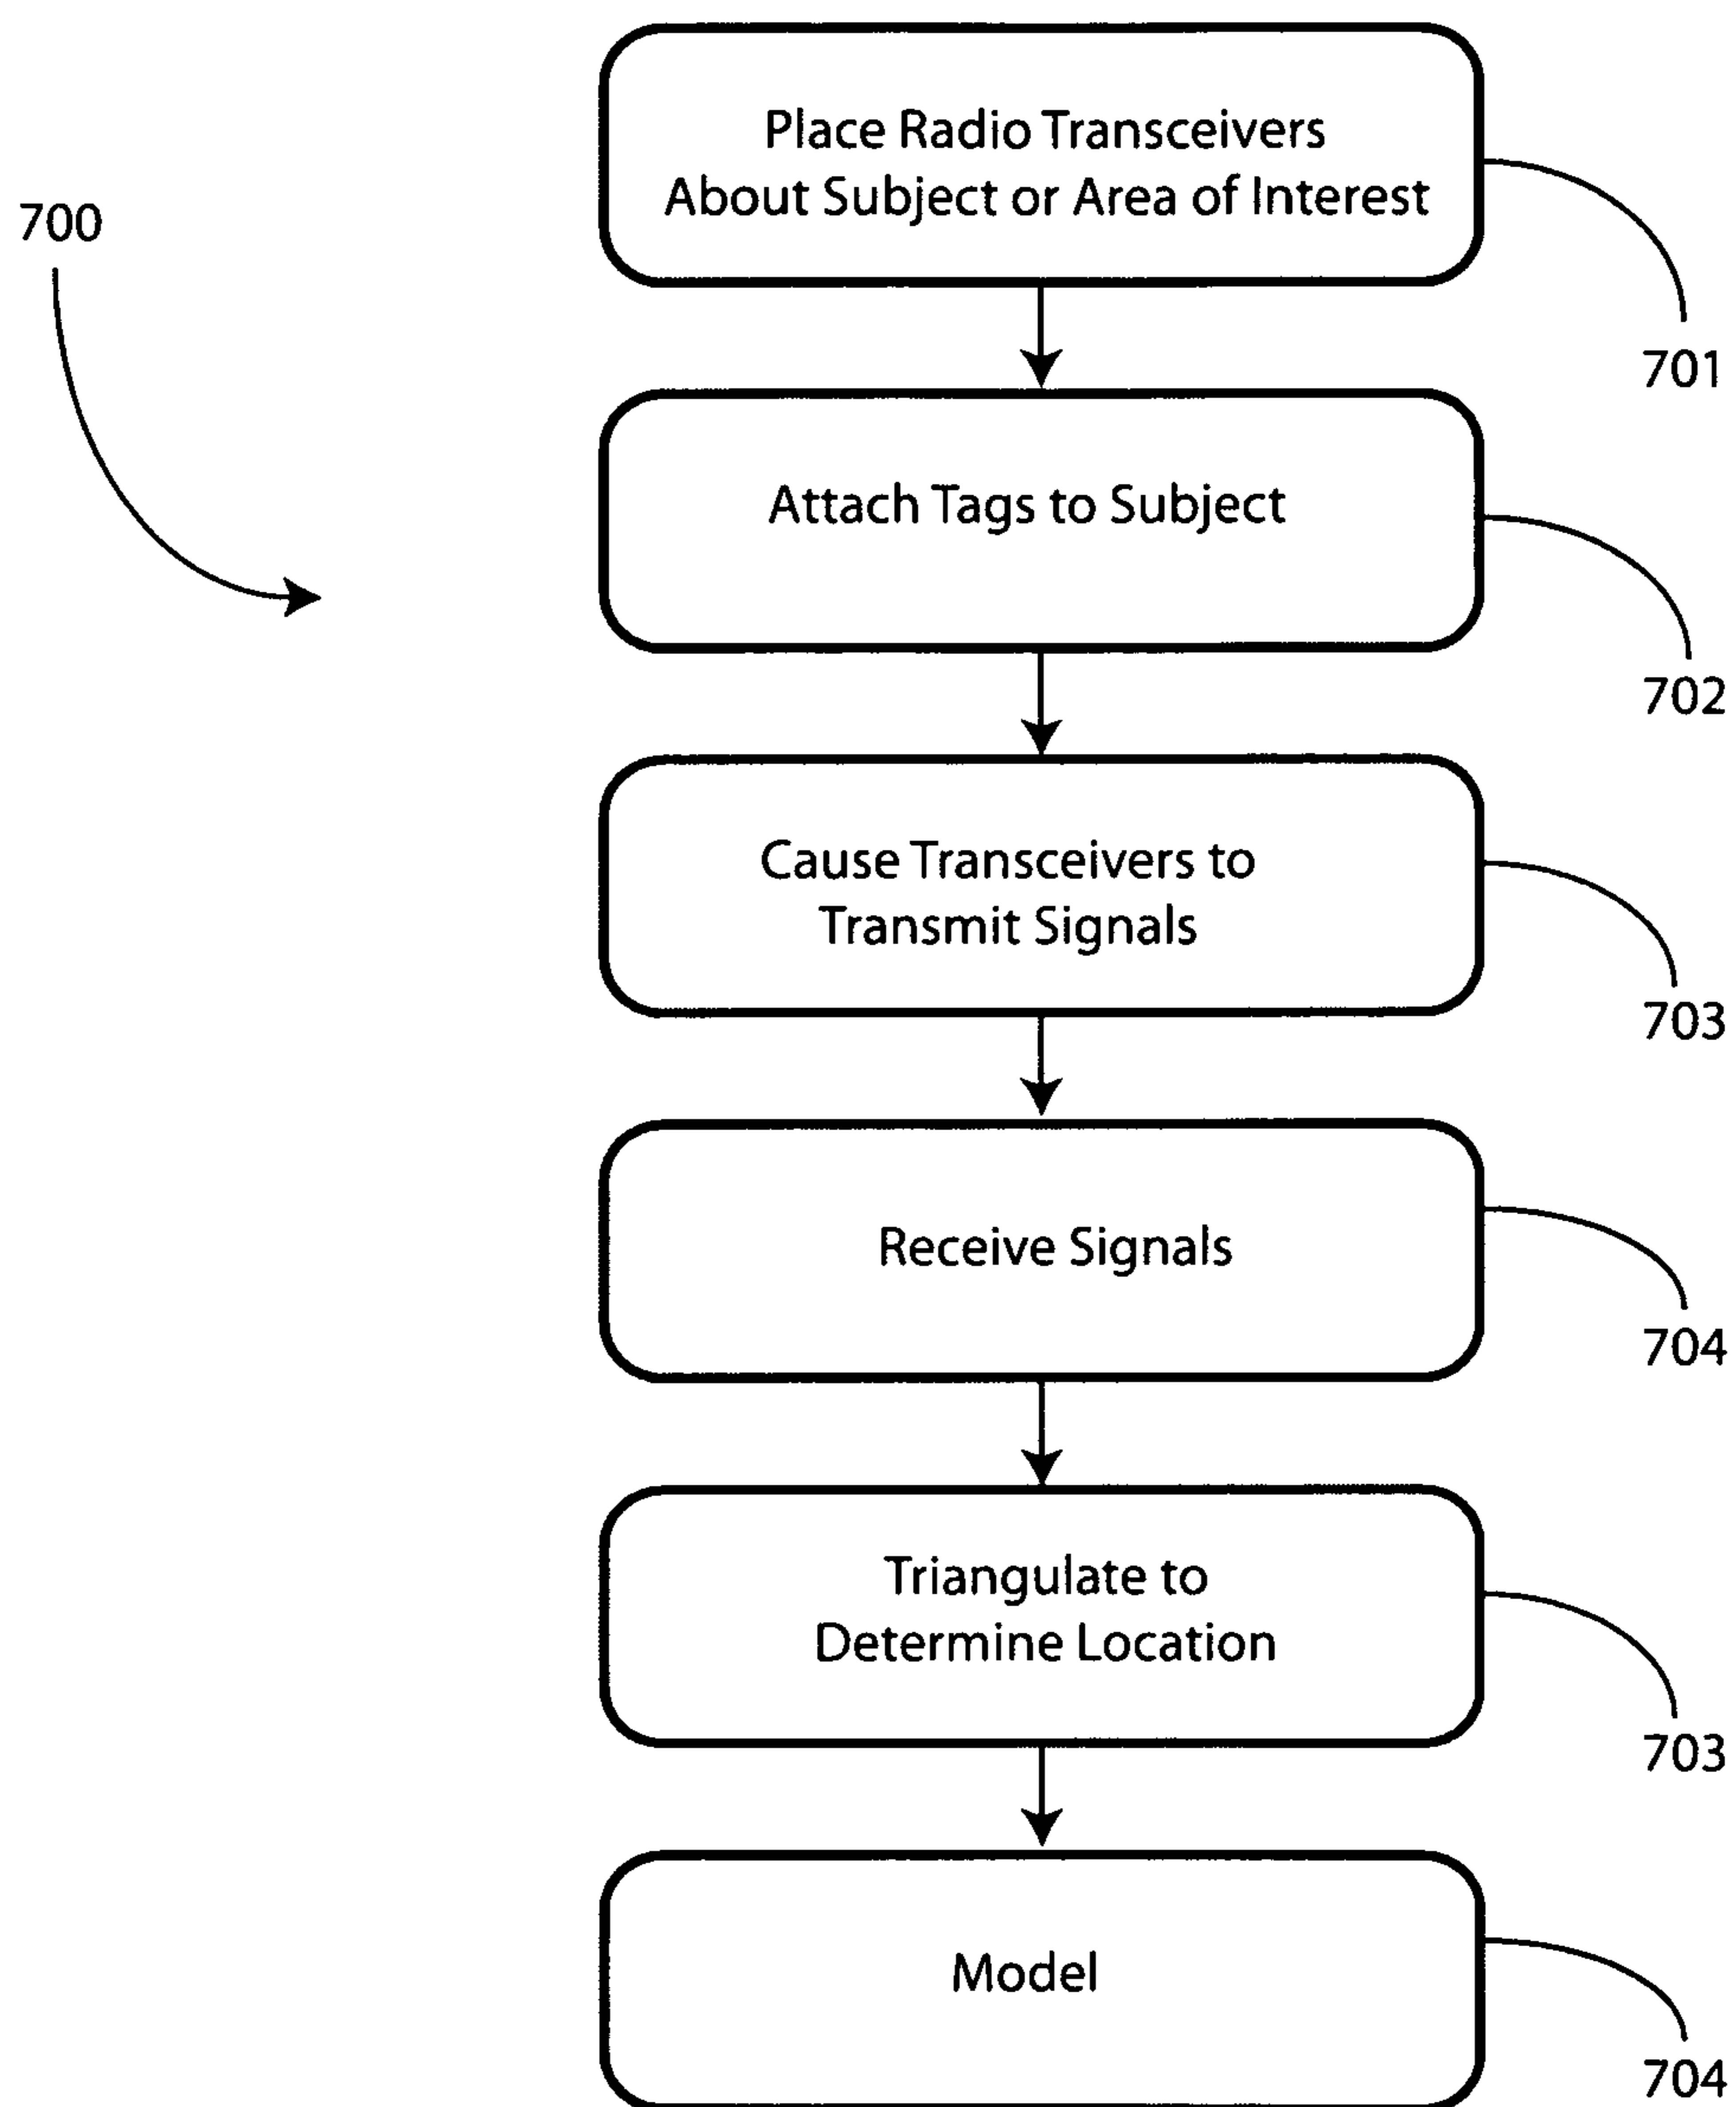 Place Radio Transceivers
About Subject or Area of Interest
700
701
Attach Tags to Subject
702
Cause Transceivers to
Transmit Signals
703
Receive Signals
704
Triangulate to
Determine Location
703
Model
704